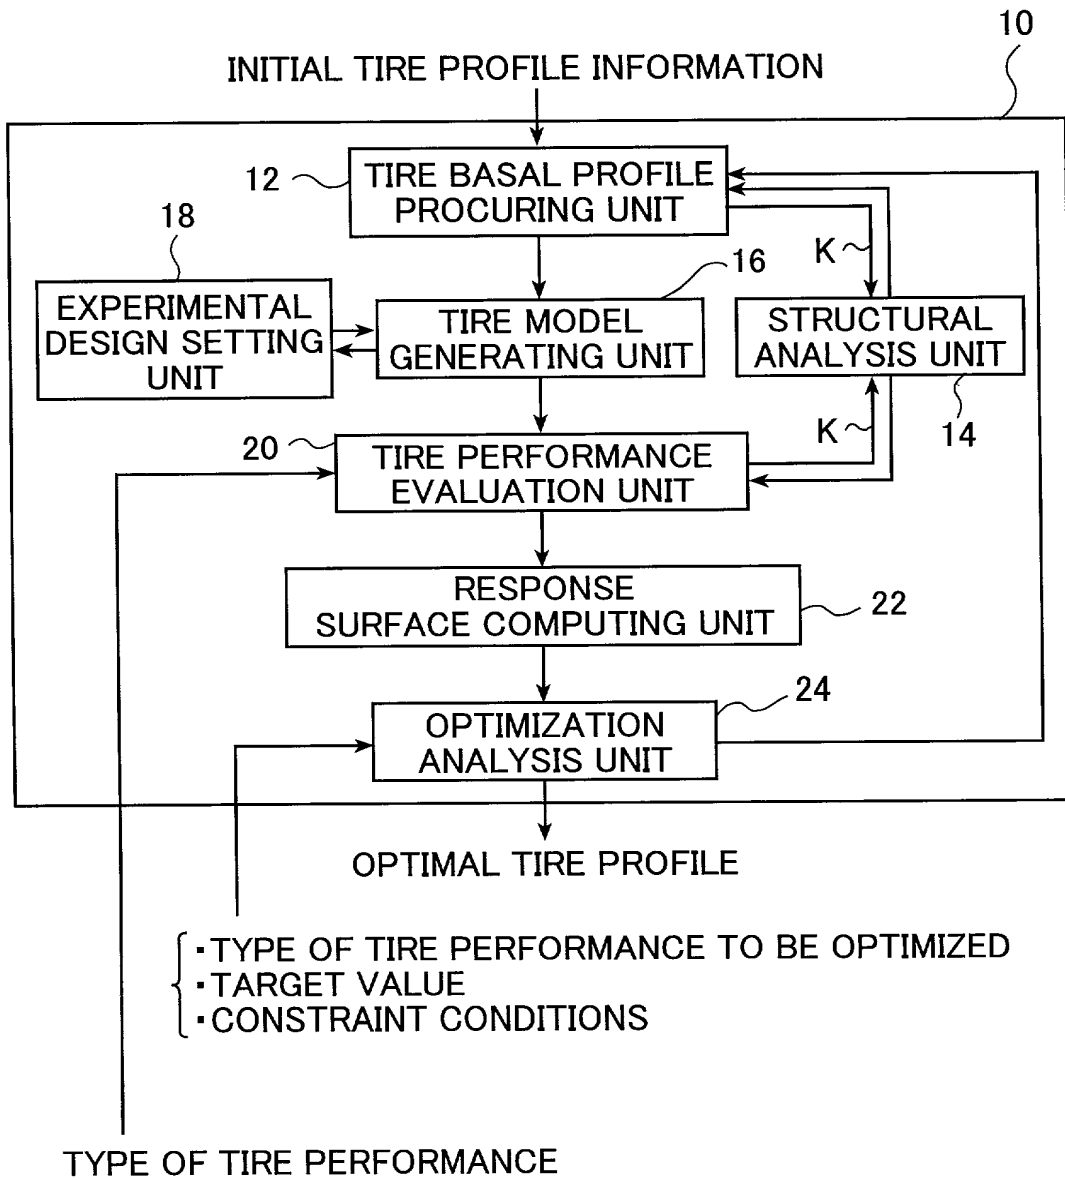 10
INITIAL TIRE PROFILE INFORMATION
12
TIRE BASAL PROFILE
PROCURING UNIT
18
K
16
EXPERIMENTAL
DESIGN SETTING
UNIT
TIRE MODEL
GENERATING UNIT
STRUCTURAL
ANALYSIS UNIT
14
K
20
TIRE PERFORMANCE
EVALUATION UNIT
RESPONSE
SURFACE COMPUTING UNIT
22
24
OPTIMIZATION
ANALYSIS UNIT
OPTIMAL TIRE PROFILE
・TYPE OF TIRE PERFORMANCE TO BE OPTIMIZED
・TARGET VALUE
・CONSTRAINT CONDITIONS
TYPE OF TIRE PERFORMANCE